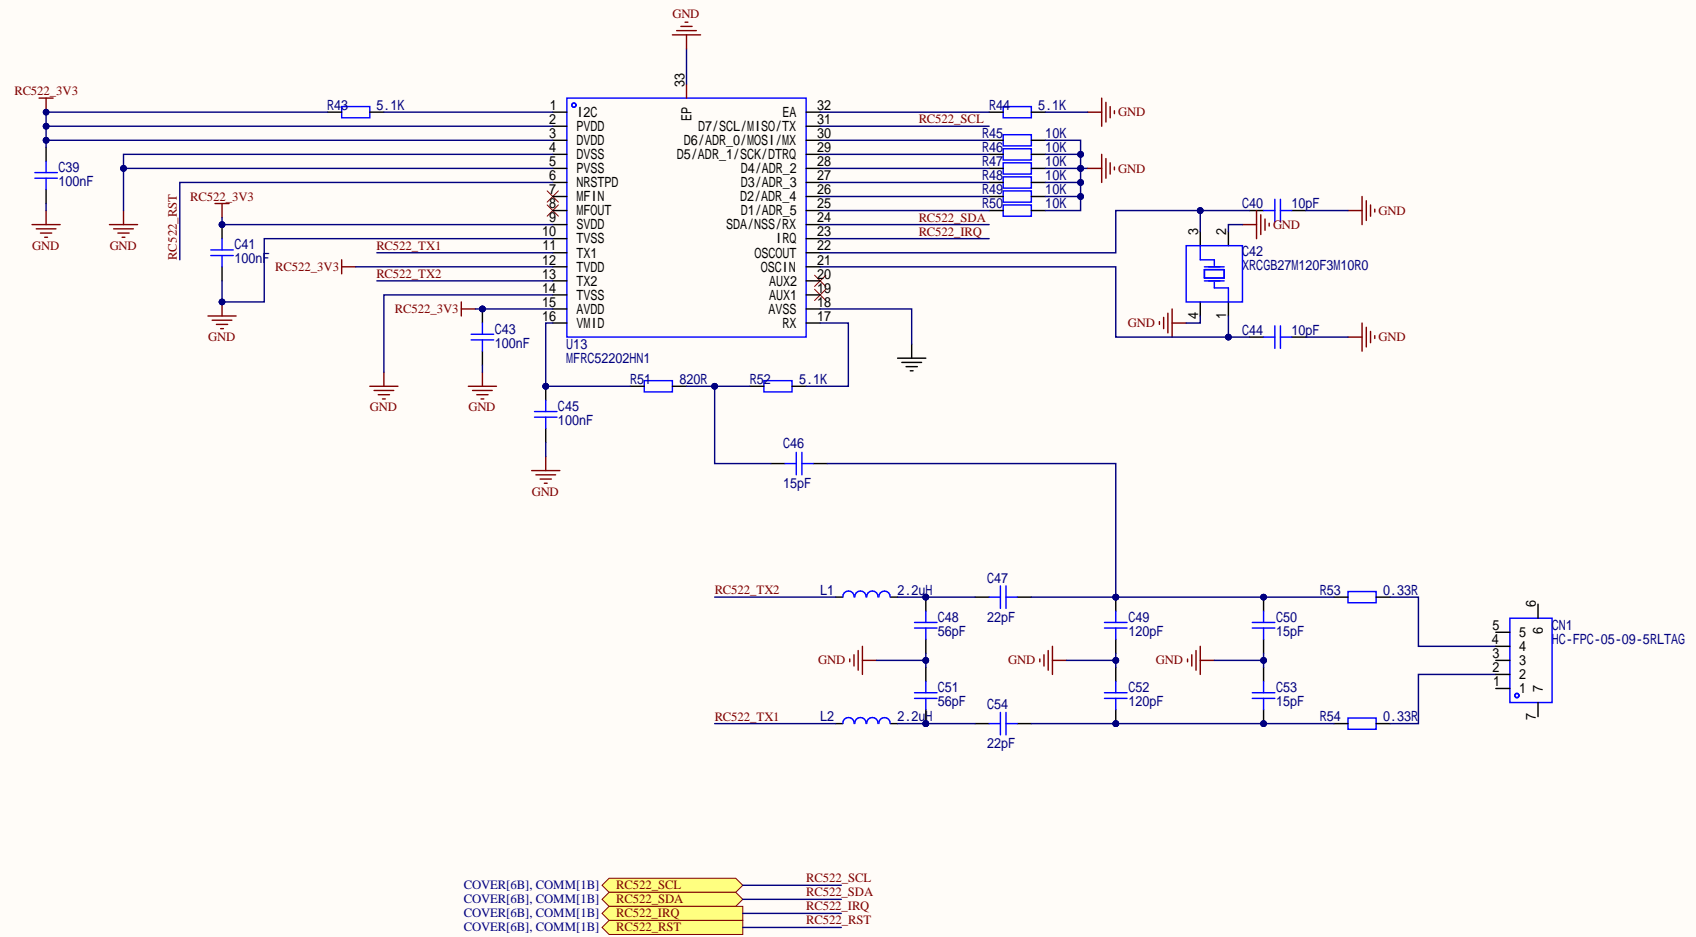 GND
33
EP
RC522_3V3
R43 5.1K
1 I2C
2 PVDD
3 DVDD
4 DVSS
5 PVSS
6 NRSTPD
7 MFIN
8 MFOUT
9 SVDD
10 TVSS
11 TX1
12 TVDD
13 TX2
14 TVSS
15 AVDD
16 VMID
EA 32
D7/SCL/MISO/TX 31
D6/ADR_0/MOSI/MX 30
D5/ADR_1/SCK/DTRQ 29
D4/ADR_2 28
D3/ADR_3 27
D2/ADR_4 26
D1/ADR_5 25
SDA/NSS/RX 24
IRQ 23
OSCOUT 22
OSCIN 21
AUX2 20
AUX1 19
AVSS 18
RX 17
U13
MFRC52202HN1
C39
100nF
GND
GND
RC522_RST
RC522_3V3
C41
100nF
GND
RC522_TX1
RC522_3V3
RC522_TX2
RC522_3V3
C43
100nF
GND
GND
R44 5.1K
GND
RC522_SCL
R45 10K
R46 10K
R47 10K
GND
R48 10K
R49 10K
R50 10K
RC522_SDA
RC522_IRQ
C40 10pF
GND
GND
3 2
C42
XRCGB27M120F3M10R0
4 1
GND
C44 10pF
GND
R51 820R
R52 5.1K
C45
100nF
GND
C46
15pF
RC522_TX2
L1 2.2uH
C47
22pF
C48
56pF
C49
120pF
C50
15pF
R53 0.33R
GND
GND
GND
C51
56pF
C52
120pF
C53
15pF
RC522_TX1
L2 2.2uH
C54
22pF
R54 0.33R
6
CN1
HC-FPC-05-09-5RLTAG
5 5 6
4 4
3 3
2 2
1 1 7
7
COVER[6B], COMM[1B] RC522_SCL RC522_SCL
COVER[6B], COMM[1B] RC522_SDA RC522_SDA
COVER[6B], COMM[1B] RC522_IRQ RC522_IRQ
COVER[6B], COMM[1B] RC522_RST RC522_RST